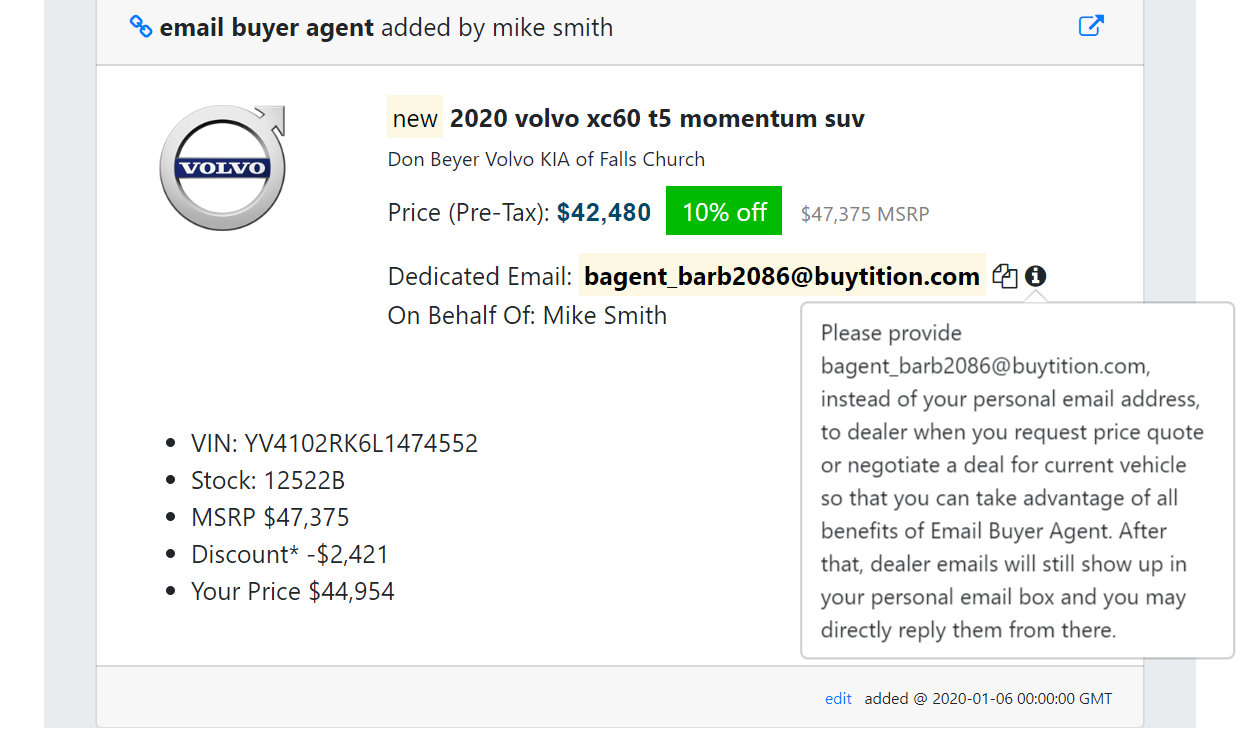 email buyer agent added by mike smith
VOLVO
new 2020 volvo xc60 t5 momentum suv
Don Beyer Volvo KIA of Falls Church
Price (Pre-Tax): $42,480 10% off $47,375 MSRP
Dedicated Email: bagent_barb2086@buytition.com
On Behalf Of: Mike Smith
Please provide
bagent_barb2086@buytition.com,
instead of your personal email address,
to dealer when you request price quote
or negotiate a deal for current vehicle
so that you can take advantage of all
benefits of Email Buyer Agent. After
that, dealer emails will still show up in
your personal email box and you may
directly reply them from there.
VIN: YV4102RK6L1474552
Stock: 12522B
MSRP $47,375
Discount* -$2,421
Your Price $44,954
edit added @ 2020-01-06 00:00:00 GMT